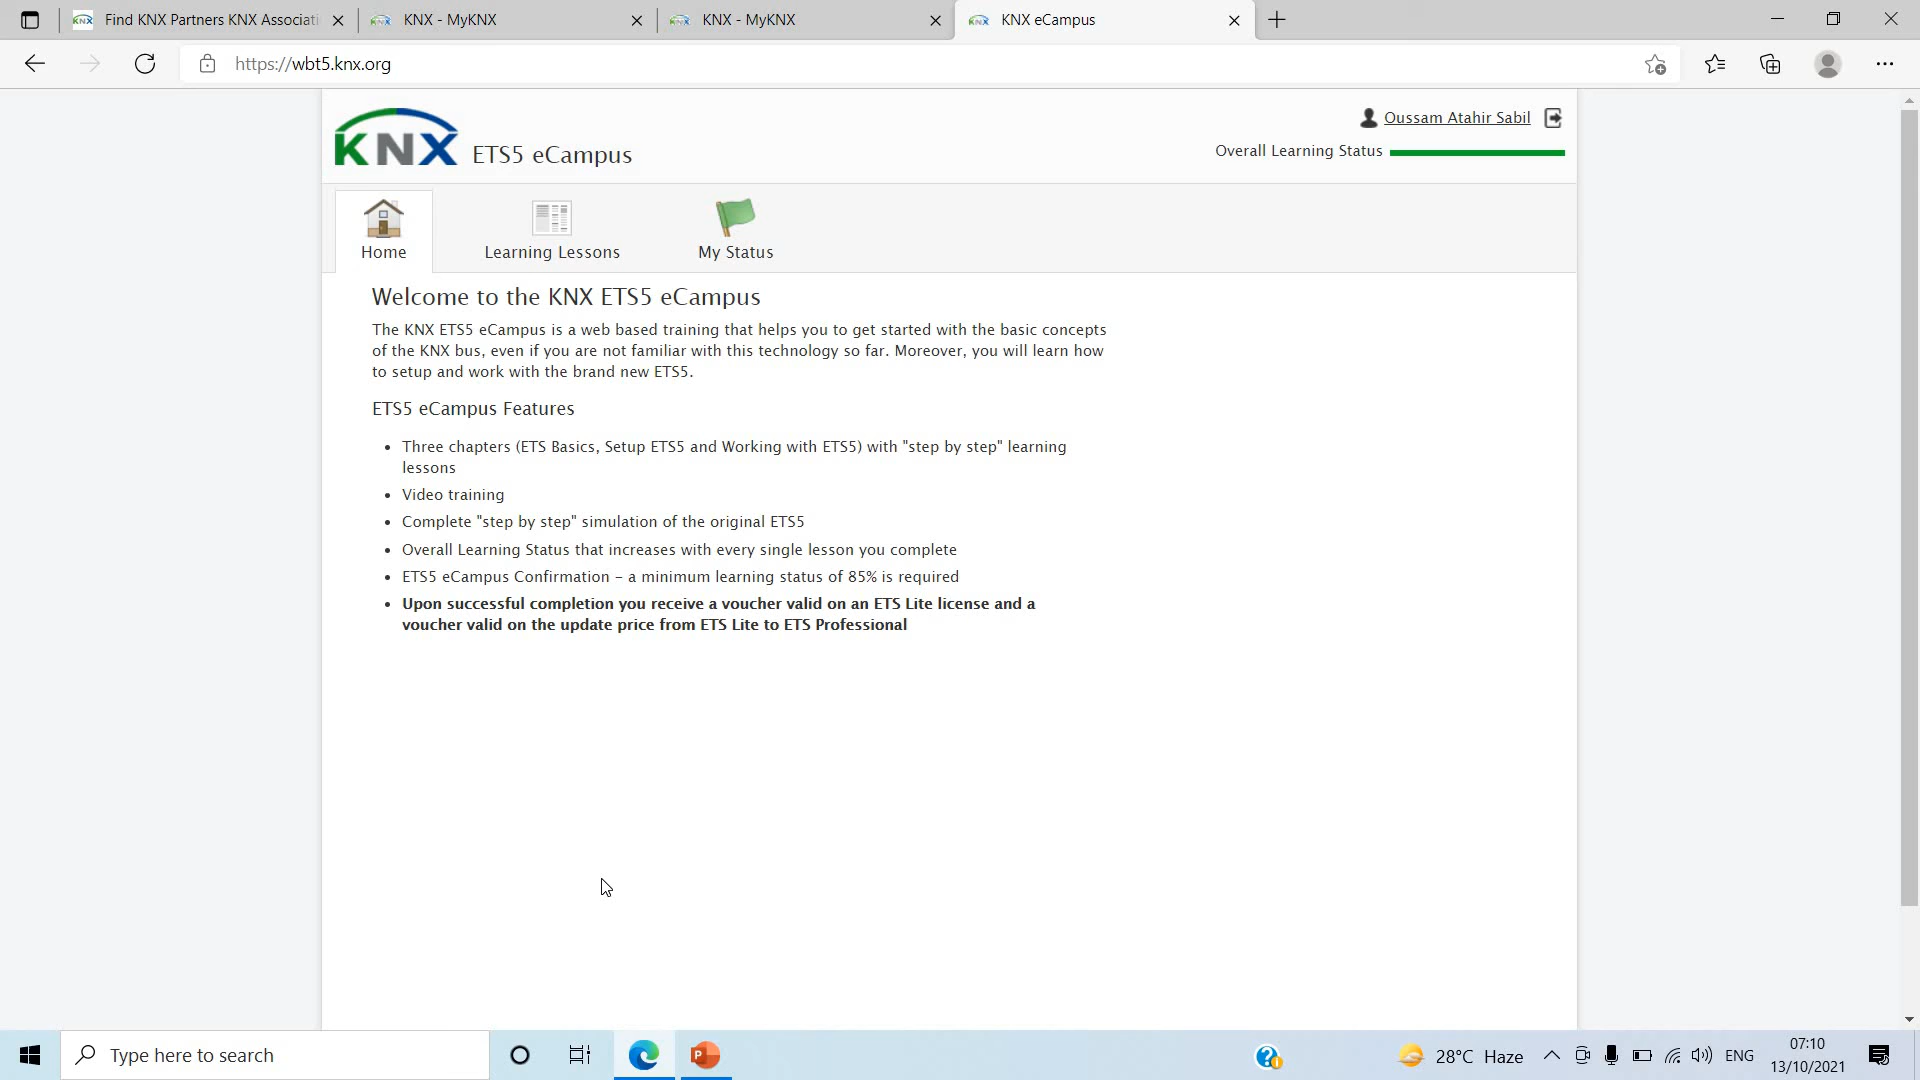 Find KNX Partners KNX Associati
KNX - MyKNX
KNX - MyKNX
KNX eCampus
https://wbt5.knx.org
KNX ETS5 eCampus
Oussam Atahir Sabil
Overall Learning Status
Home
Learning Lessons
My Status
Welcome to the KNX ETS5 eCampus
The KNX ETS5 eCampus is a web based training that helps you to get started with the basic concepts
of the KNX bus, even if you are not familiar with this technology so far. Moreover, you will learn how
to setup and work with the brand new ETS5.
ETS5 eCampus Features
• Three chapters (ETS Basics, Setup ETS5 and Working with ETS5) with "step by step" learning
lessons
• Video training
• Complete "step by step" simulation of the original ETS5
• Overall Learning Status that increases with every single lesson you complete
• ETS5 eCampus Confirmation – a minimum learning status of 85% is required
• Upon successful completion you receive a voucher valid on an ETS Lite license and a
voucher valid on the update price from ETS Lite to ETS Professional
Type here to search
28°C Haze
ENG
07:10
13/10/2021